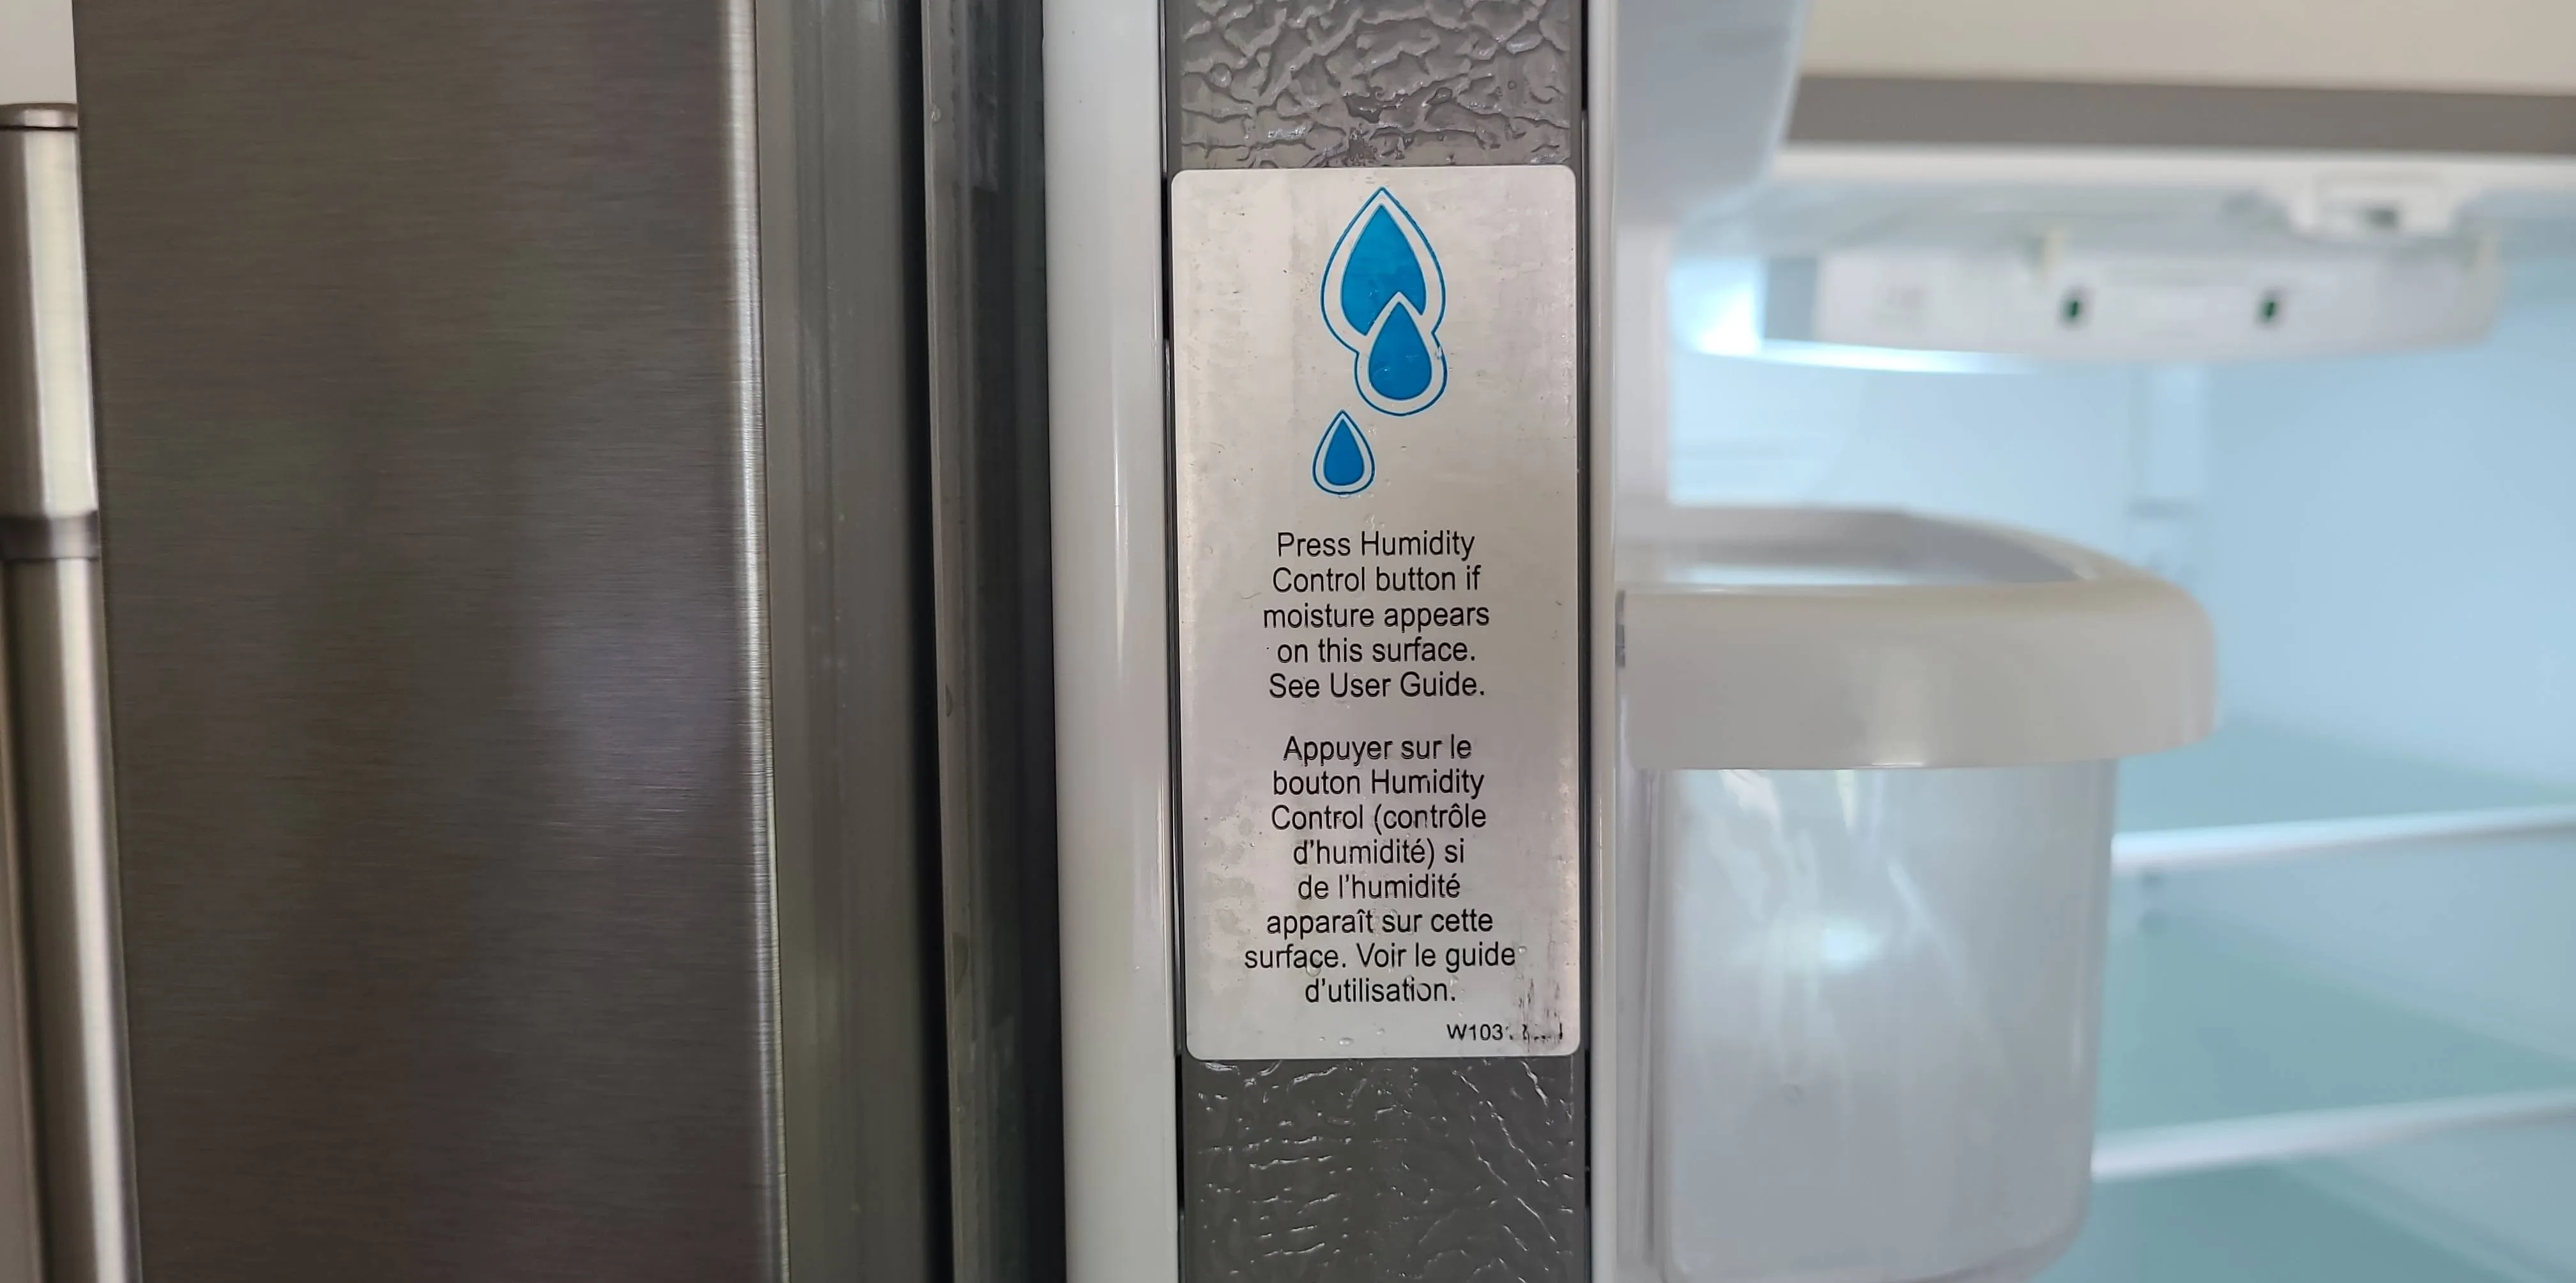 Press Humidity
Control button if
moisture appears
on this surface.
See User Guide.
Appuyer sur le
bouton Humidity
Control (contrôle
d'humidité) si
de l'humidité
apparaît sur cette
surface. Voir le guide
d'utilisation.